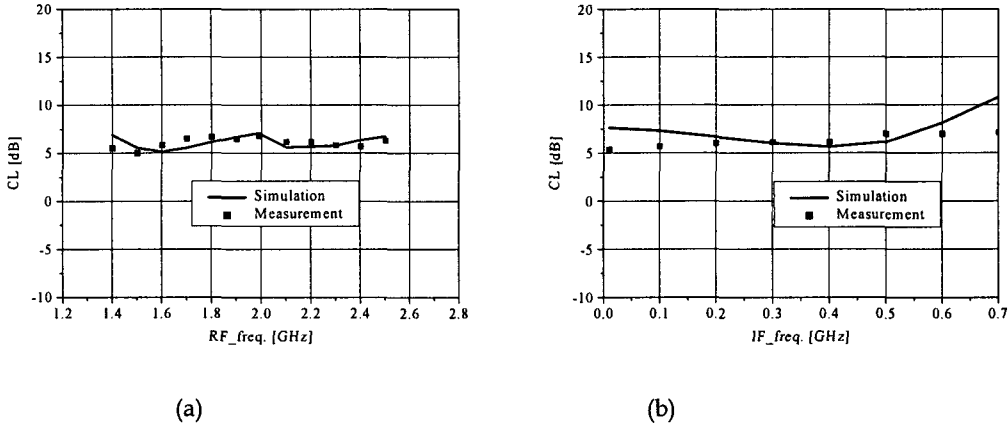 20
15
10
5
0
-5
-10
CL [dB]
Simulation
Measurement
1.2 1.4 1.6 1.8 2.0 2.2 2.4 2.6 2.8
RF_freq. [GHz]
20
15
10
5
0
-5
-10
CL [dB]
Simulation
Measurement
0.0 0.1 0.2 0.3 0.4 0.5 0.6 0.7
IF_freq. [GHz]
(a)
(b)